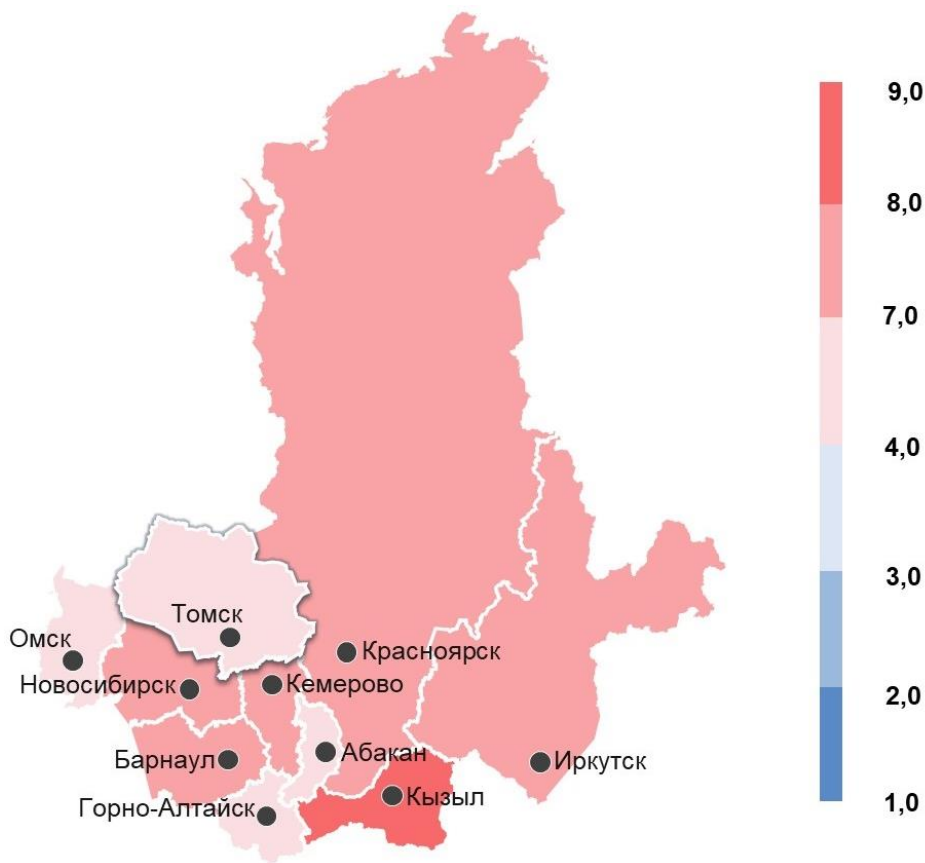 9,0
8,0
7,0
4,0
3,0
2,0
1,0
Томск
Омск
Красноярск
Новосибирск
Кемерово
Барнаул
Абакан
Иркутск
Горно-Алтайск
Кызыл